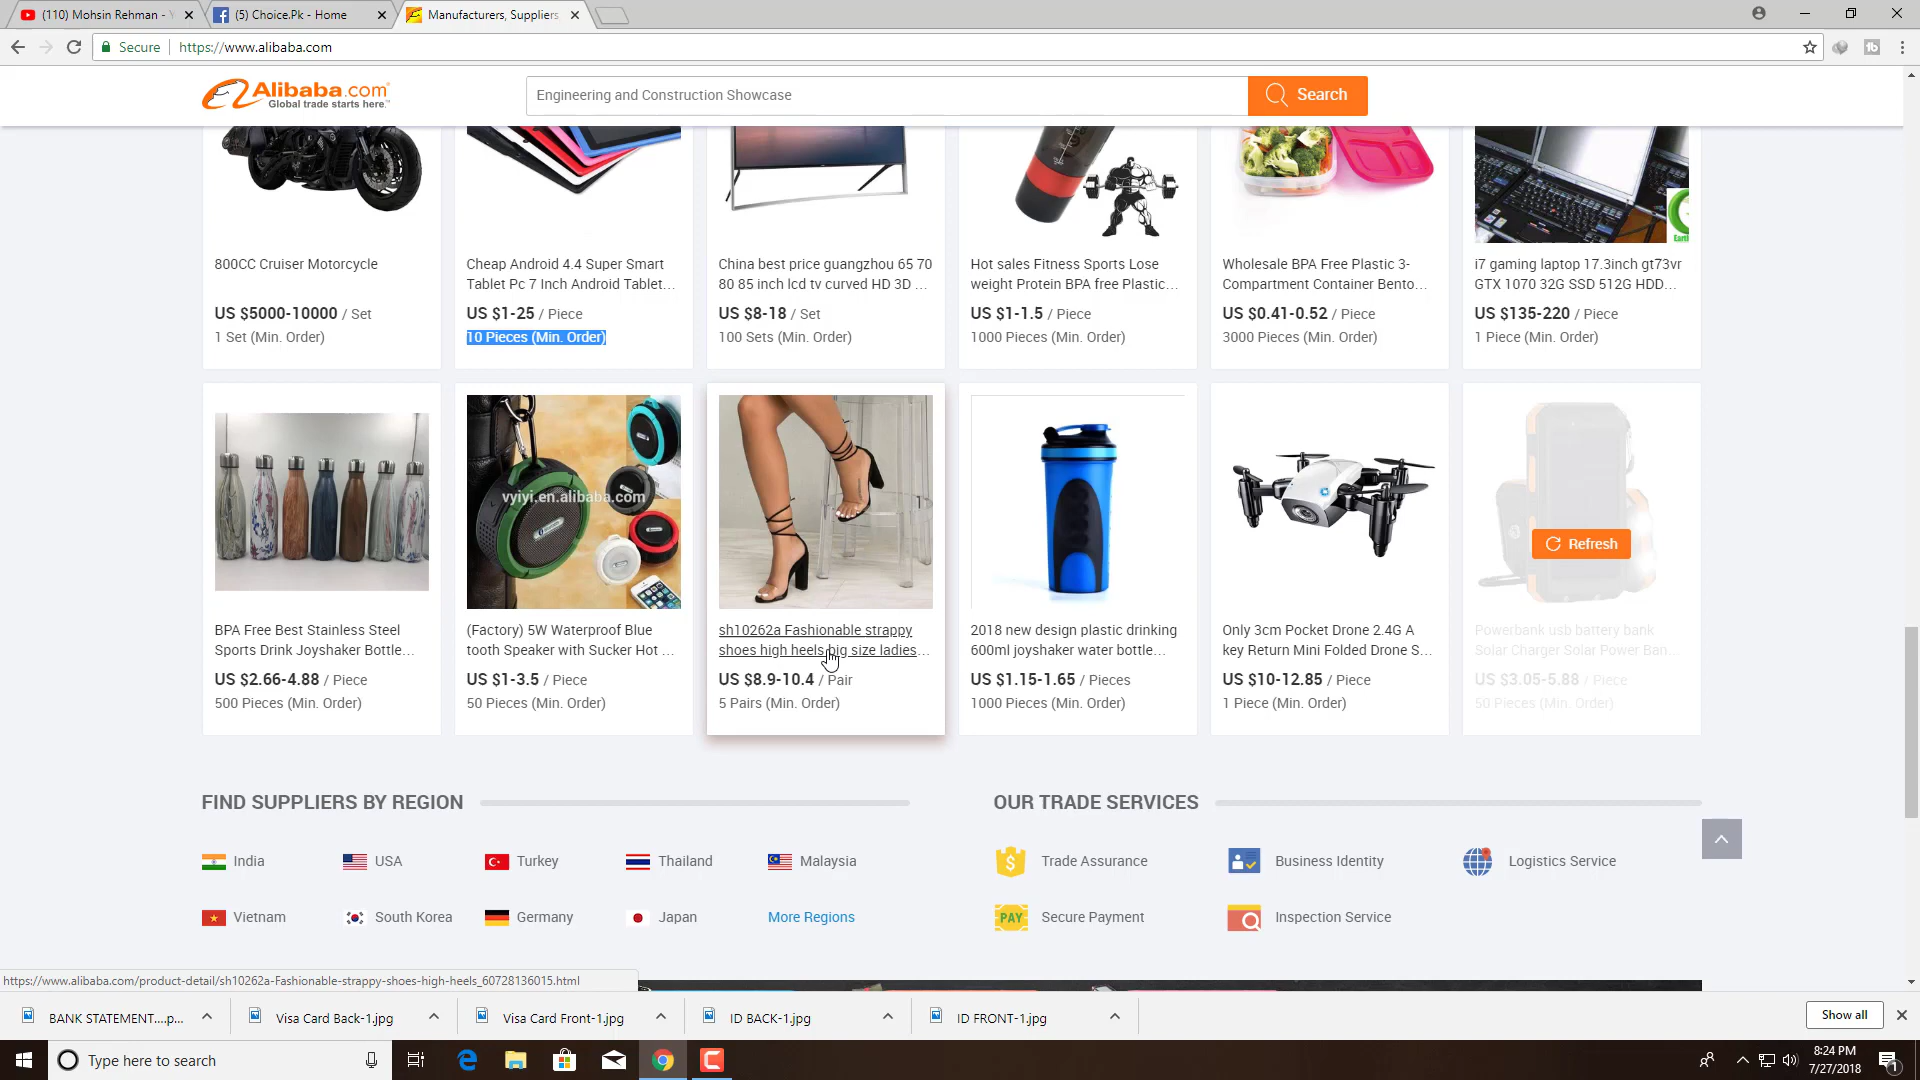 (110) Mohsin Rehman - Y
(5) Choice.Pk - Home
Manufacturers, Suppliers,
Secure
https://www.alibaba.com
Alibaba.com
Global trade starts here.™
Engineering and Construction Showcase
Search
800CC Cruiser Motorcycle
US $5000-10000 / Set
1 Set (Min. Order)
Cheap Android 4.4 Super Smart
Tablet Pc 7 Inch Android Tablet...
US $1-25 / Piece
10 Pieces (Min. Order)
China best price guangzhou 65 70
80 85 inch lcd tv curved HD 3D ...
US $8-18 / Set
100 Sets (Min. Order)
Hot sales Fitness Sports Lose
weight Protein BPA free Plastic...
US $1-1.5 / Piece
1000 Pieces (Min. Order)
Wholesale BPA Free Plastic 3-
Compartment Container Bento...
US $0.41-0.52 / Piece
3000 Pieces (Min. Order)
i7 gaming laptop 17.3inch gt73vr
GTX 1070 32G SSD 512G HDD...
US $135-220 / Piece
1 Piece (Min. Order)
BPA Free Best Stainless Steel
Sports Drink Joyshaker Bottle...
US $2.66-4.88 / Piece
500 Pieces (Min. Order)
vyiyi.en.alibaba.com
(Factory) 5W Waterproof Blue
tooth Speaker with Sucker Hot ...
US $1-3.5 / Piece
50 Pieces (Min. Order)
sh10262a Fashionable strappy
shoes high heels big size ladies...
US $8.9-10.4 / Pair
5 Pairs (Min. Order)
2018 new design plastic drinking
600ml joyshaker water bottle...
US $1.15-1.65 / Pieces
1000 Pieces (Min. Order)
Only 3cm Pocket Drone 2.4G A
key Return Mini Folded Drone S...
US $10-12.85 / Piece
1 Piece (Min. Order)
Refresh
Powerbank usb battery bank
Solar Charger Solar Power Ban...
US $3.05-5.88 / Piece
50 Pieces (Min. Order)
FIND SUPPLIERS BY REGION
India
USA
Turkey
Thailand
Malaysia
Vietnam
South Korea
Germany
Japan
More Regions
OUR TRADE SERVICES
Trade Assurance
Business Identity
Logistics Service
PAY
Secure Payment
Inspection Service
https://www.alibaba.com/product-detail/sh10262a-Fashionable-strappy-shoes-high-heels_60728136015.html
BANK STATEMENT....p...
Visa Card Back-1.jpg
Visa Card Front-1.jpg
ID BACK-1.jpg
ID FRONT-1.jpg
Show all
Type here to search
8:24 PM
7/27/2018
1